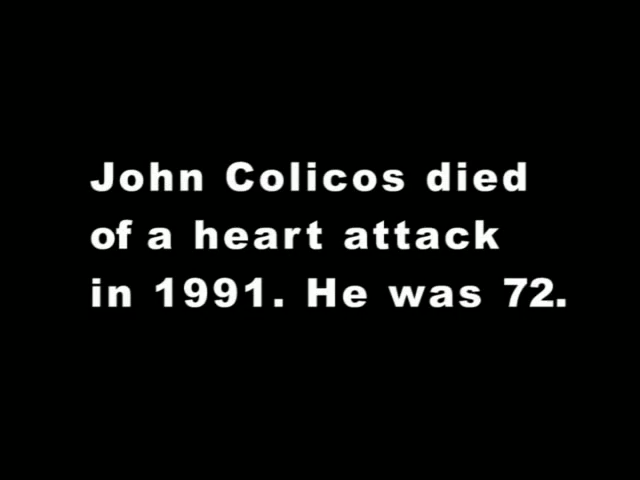 John Colicos died
of a heart attack
in 1991. He was 72.